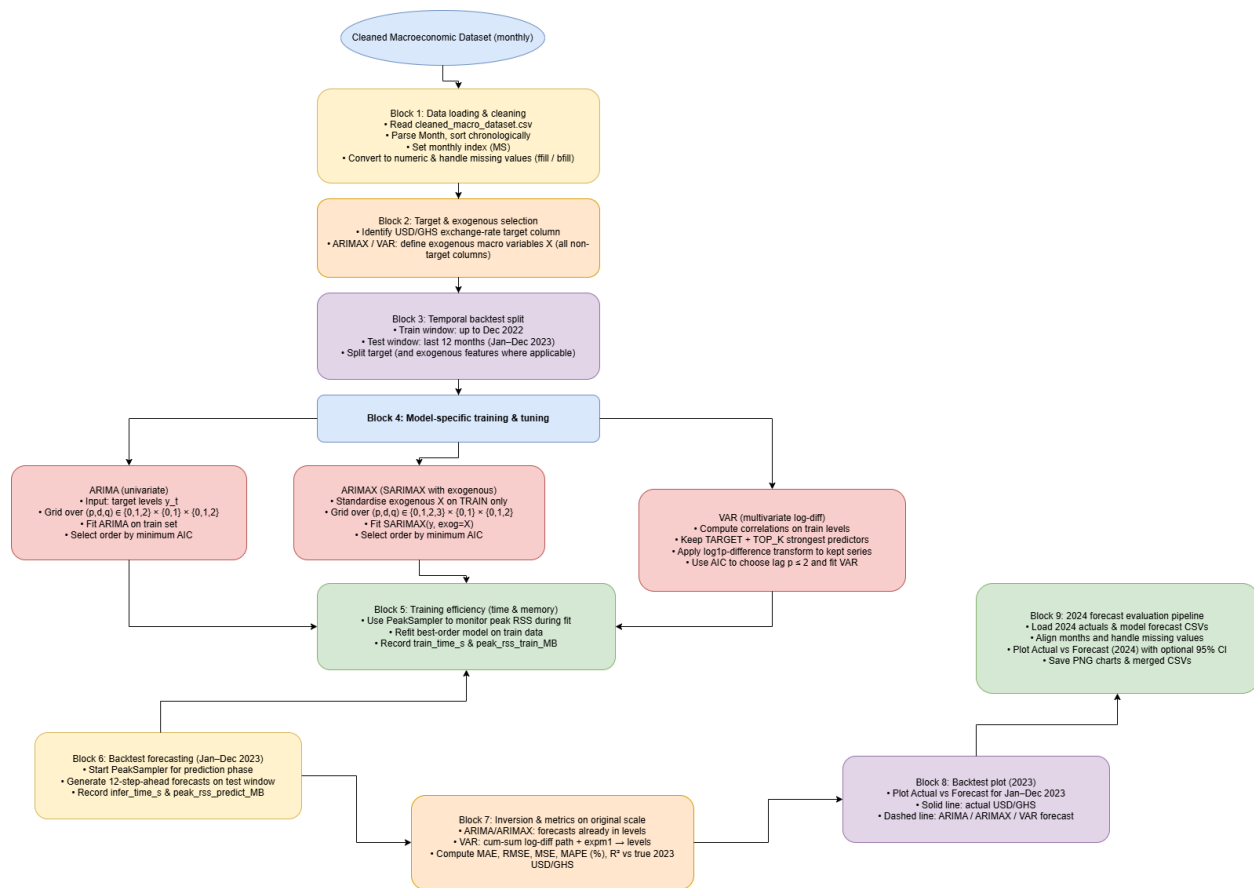 Cleaned Macroeconomic Dataset (monthly)
Block 1: Data loading & cleaning
• Read cleaned_macro_dataset.csv
• Parse Month, sort chronologically
• Set monthly index (MS)
• Convert to numeric & handle missing values (ffill / bfill)
Block 2: Target & exogenous selection
• Identify USD/GHS exchange-rate target column
• ARIMAX / VAR: define exogenous macro variables X (all non-
target columns)
Block 3: Temporal backtest split
• Train window: up to Dec 2022
• Test window: last 12 months (Jan–Dec 2023)
• Split target (and exogenous features where applicable)
Block 4: Model-specific training & tuning
ARIMA (univariate)
• Input: target levels y_t
• Grid over (p,d,q) ∈ {0,1,2} × {0,1} × {0,1,2}
• Fit ARIMA on train set
• Select order by minimum AIC
ARIMAX (SARIMAX with exogenous)
• Standardise exogenous X on TRAIN only
• Grid over (p,d,q) ∈ {0,1,2,3} × {0,1} × {0,1,2}
• Fit SARIMAX(y, exog=X)
• Select order by minimum AIC
VAR (multivariate log-diff)
• Compute correlations on train levels
• Keep TARGET + TOP_K strongest predictors
• Apply log1p-difference transform to kept series
• Use AIC to choose lag p ≤ 2 and fit VAR
Block 5: Training efficiency (time & memory)
• Use PeakSampler to monitor peak RSS during fit
• Refit best-order model on train data
• Record train_time_s & peak_rss_train_MB
Block 9: 2024 forecast evaluation pipeline
• Load 2024 actuals & model forecast CSVs
• Align months and handle missing values
• Plot Actual vs Forecast (2024) with optional 95% CI
• Save PNG charts & merged CSVs
Block 6: Backtest forecasting (Jan–Dec 2023)
• Start PeakSampler for prediction phase
• Generate 12-step-ahead forecasts on test window
• Record infer_time_s & peak_rss_predict_MB
Block 7: Inversion & metrics on original scale
• ARIMA/ARIMAX: forecasts already in levels
• VAR: cum-sum log-diff path + expm1 → levels
• Compute MAE, RMSE, MSE, MAPE (%), R² vs true 2023
USD/GHS
Block 8: Backtest plot (2023)
• Plot Actual vs Forecast for Jan–Dec 2023
• Solid line: actual USD/GHS
• Dashed line: ARIMA / ARIMAX / VAR forecast